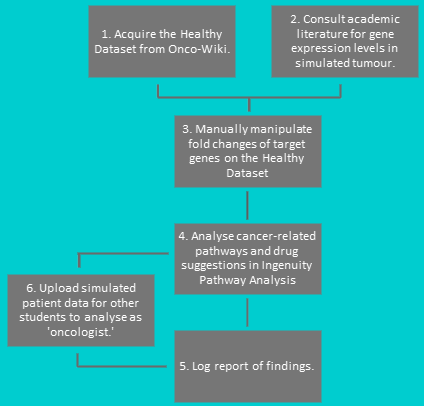 1. Acquire the Healthy
Dataset from Onco-Wiki.
2. Consult academic
literature for gene
expression levels in
simulated tumour.
3. Manually manipulate
fold changes of target
genes on the Healthy
Dataset
4. Analyse cancer-related
pathways and drug
suggestions in Ingenuity
Pathway Analysis
6. Upload simulated
patient data for other
students to analyse as
'oncologist.'
5. Log report of findings.